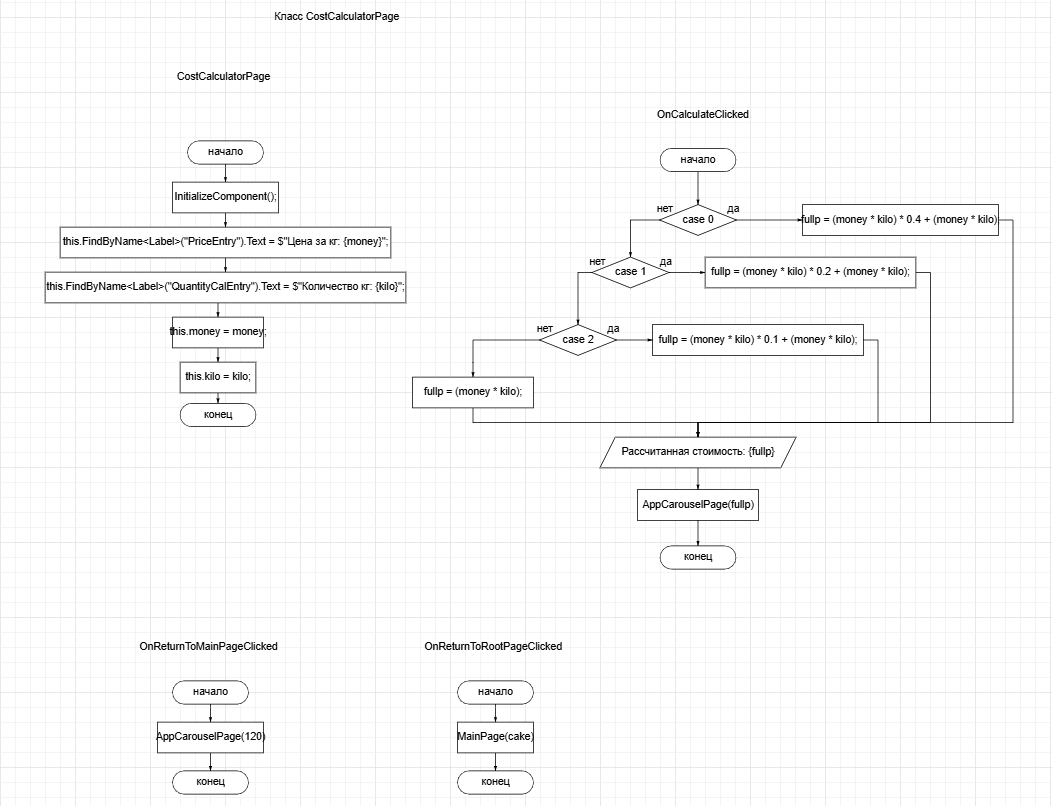 Класс CostCalculatorPage
CostCalculatorPage
начало
InitializeComponent();
this.FindByName<Label>("PriceEntry").Text = $"Цена за кг: {money}";
this.FindByName<Label>("QuantityCalEntry").Text = $"Количество кг: {kilo}";
this.money = money;
this.kilo = kilo;
конец
OnCalculateClicked
начало
нет
case 0
да
fullp = (money * kilo) * 0.4 + (money * kilo);
нет
case 1
да
fullp = (money * kilo) * 0.2 + (money * kilo);
нет
case 2
да
fullp = (money * kilo) * 0.1 + (money * kilo);
fullp = (money * kilo);
Рассчитанная стоимость: {fullp}
AppCarouselPage(fullp)
конец
OnReturnToMainPageClicked
начало
AppCarouselPage(120)
конец
OnReturnToRootPageClicked
начало
MainPage(cake)
конец